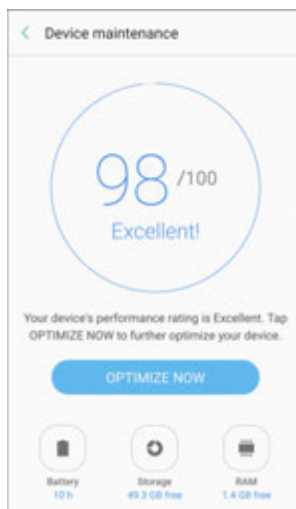 Device maintenance
98 /100
Excellent!
Your device's performance rating is Excellent. Tap
OPTIMIZE NOW to further optimize your device.
OPTIMIZE NOW
Battery Storage RAM
10 h 49.3 GB free 1.4 GB free